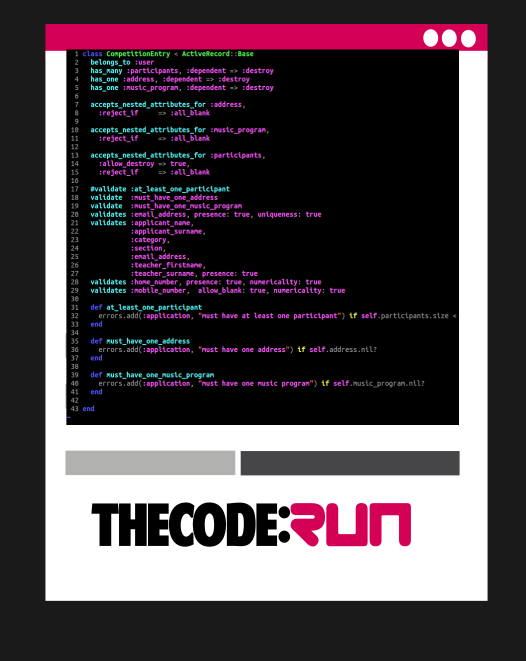 1 class CompetitionEntry < ActiveRecord::Base
2   belongs_to :user
3   has_many :participants, :dependent => :destroy
4   has_one :address, :dependent => :destroy
5   has_one :music_program, :dependent => :destroy
6
7   accepts_nested_attributes_for :address,
8     :reject_if     => :all_blank
9
10   accepts_nested_attributes_for :music_program,
11     :reject_if     => :all_blank
12
13   accepts_nested_attributes_for :participants,
14     :allow_destroy => true,
15     :reject_if     => :all_blank
16
17   #validate :at_least_one_participant
18   validate  :must_have_one_address
19   validate  :must_have_one_music_program
20   validates :email_address, presence: true, uniqueness: true
21   validates :applicant_name,
22             :applicant_surname,
23             :category,
24             :section,
25             :email_address,
26             :teacher_firstname,
27             :teacher_surname, presence: true
28   validates :home_number, presence: true, numericality: true
29   validates :mobile_number,  allow_blank: true, numericality: true
30
31   def at_least_one_participant
32     errors.add(:application, "must have at least one participant") if self.participants.size <
33   end
34
35   def must_have_one_address
36     errors.add(:application, "must have one address") if self.address.nil?
37   end
38
39   def must_have_one_music_program
40     errors.add(:application, "must have one music program") if self.music_program.nil?
41   end
42
43 end
~
THECODE:RUN